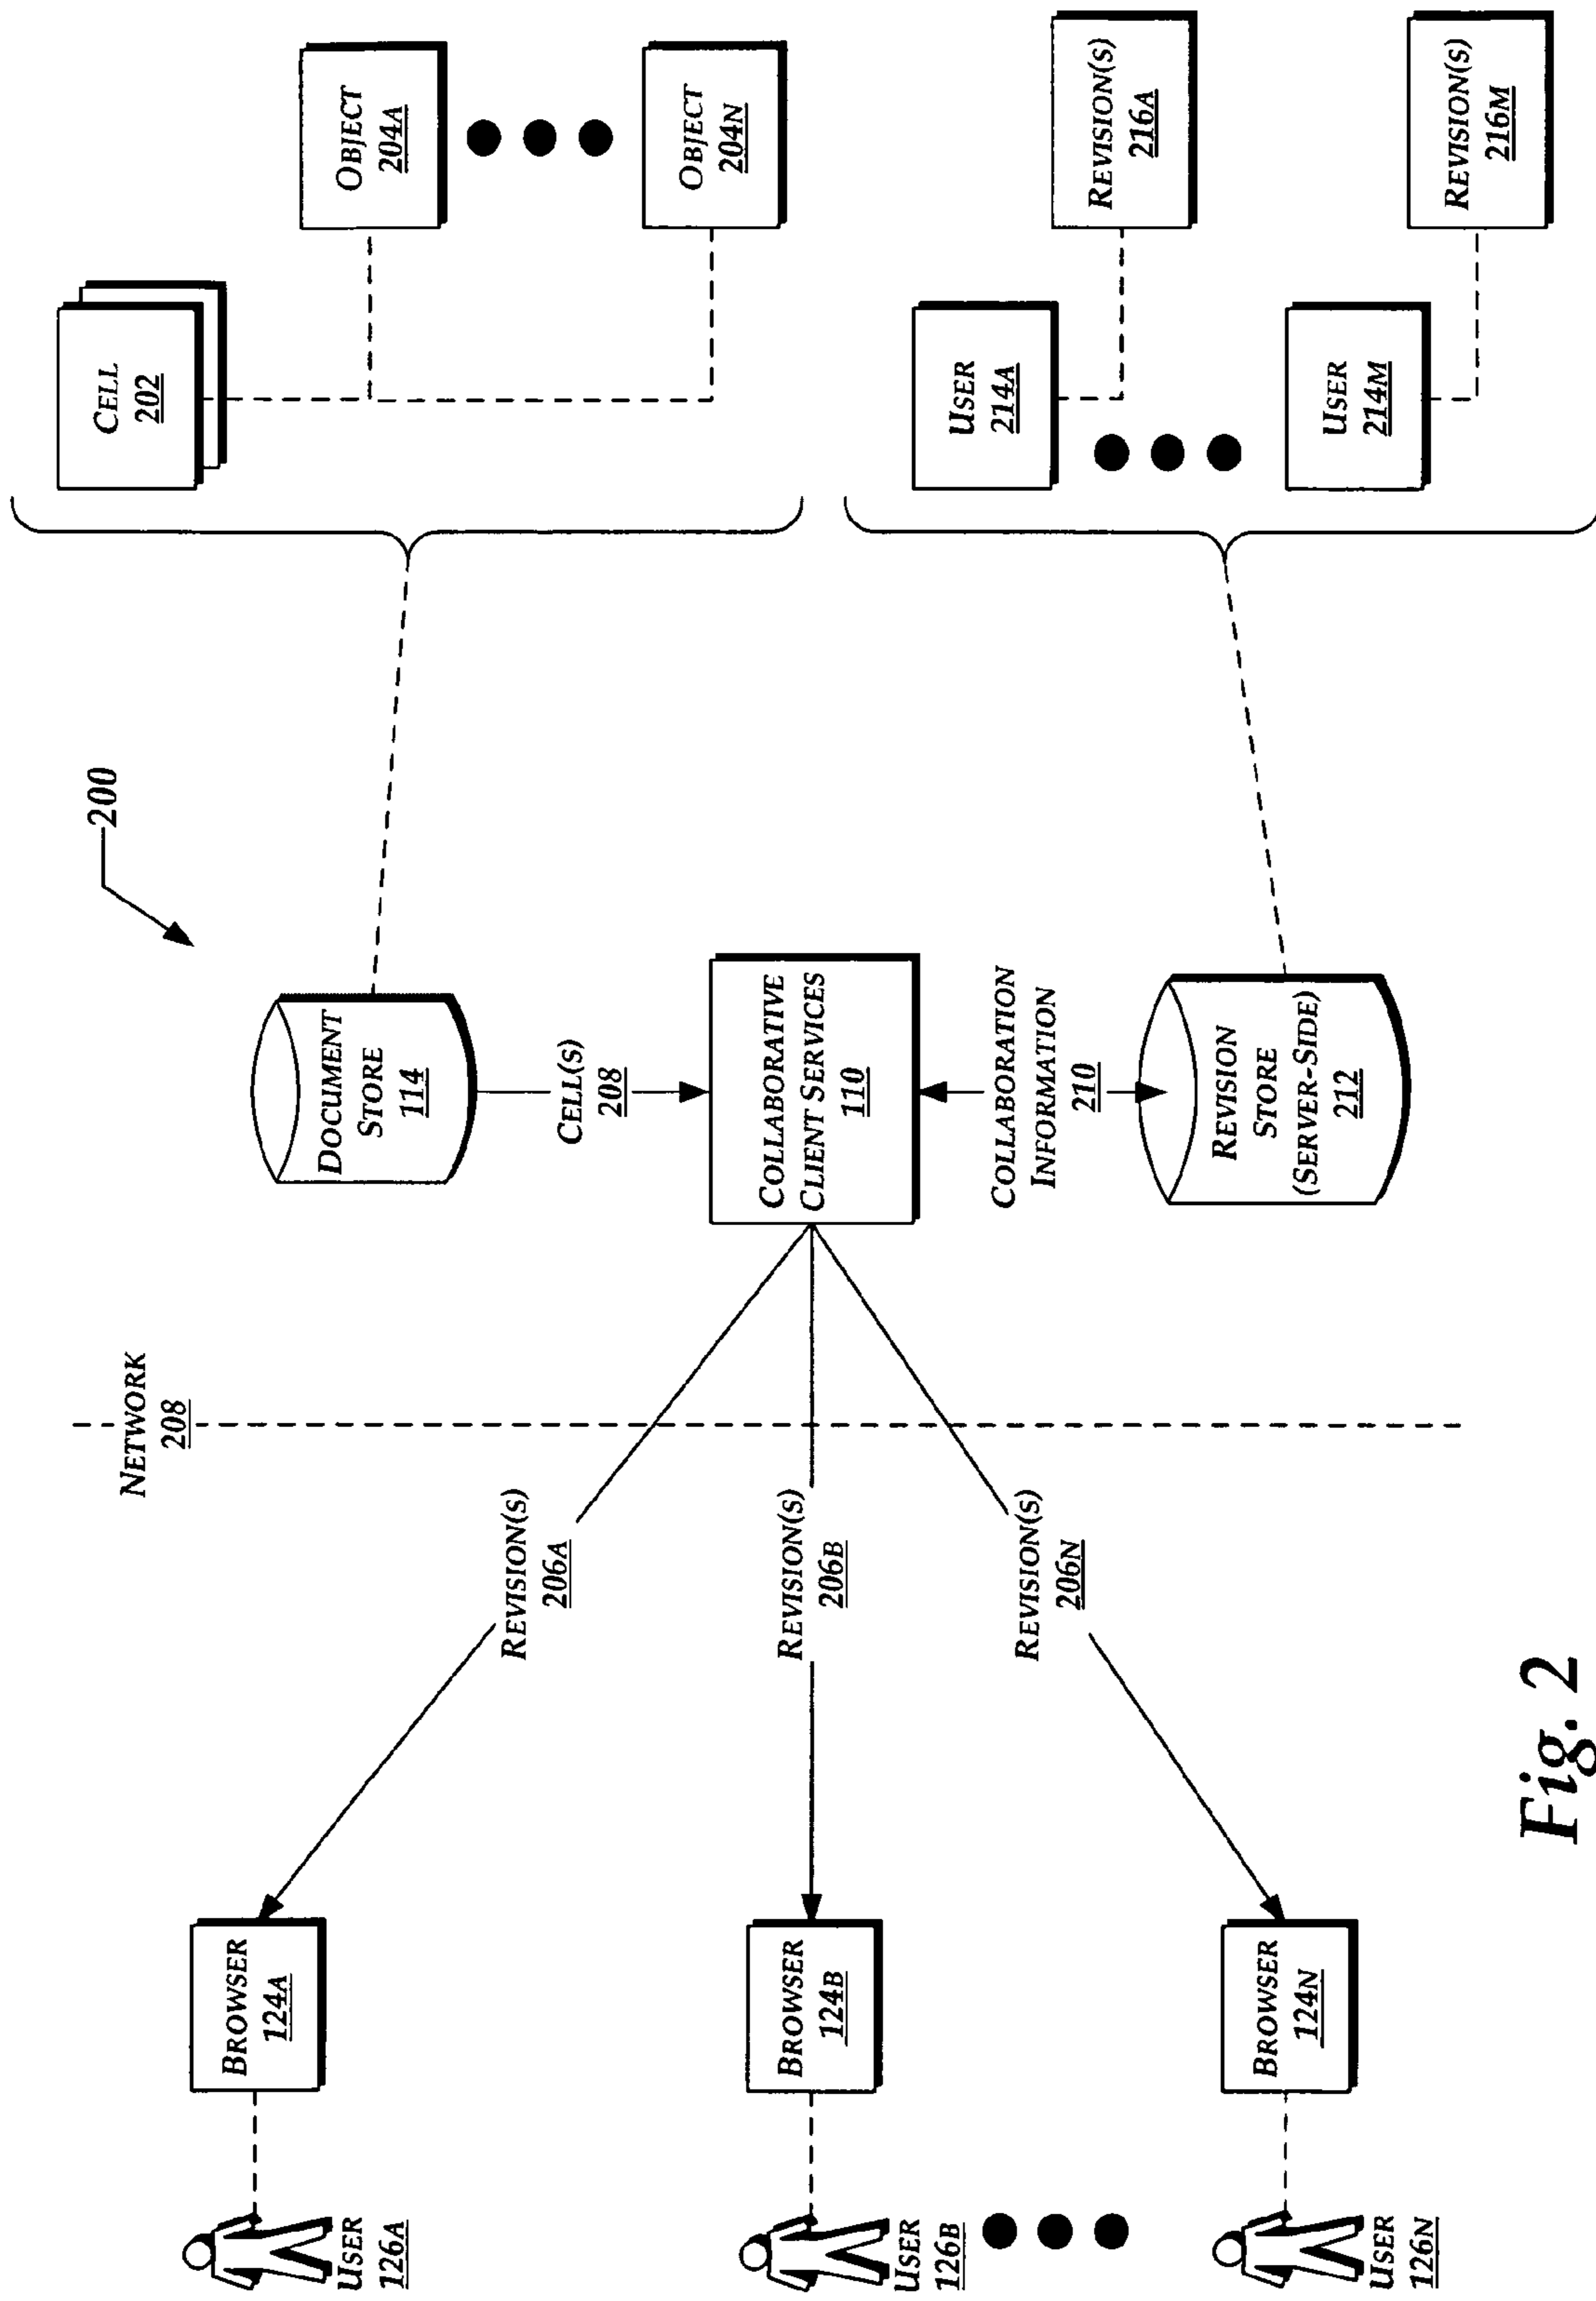 200
NETWORK
208
USER
126A
BROWSER
124A
REVISION(S)
206A
DOCUMENT
STORE
114
CELL
202
OBJECT
204A
OBJECT
204N
CELL(S)
208
USER
126B
BROWSER
124B
REVISION(S)
206B
COLLABORATIVE
CLIENT SERVICES
110
USER
214A
REVISION(S)
216A
COLLABORATION
INFORMATION
210
USER
126N
BROWSER
124N
REVISION(S)
206N
REVISION
STORE
(SERVER-SIDE)
212
USER
214M
REVISION(S)
216M
Fig. 2